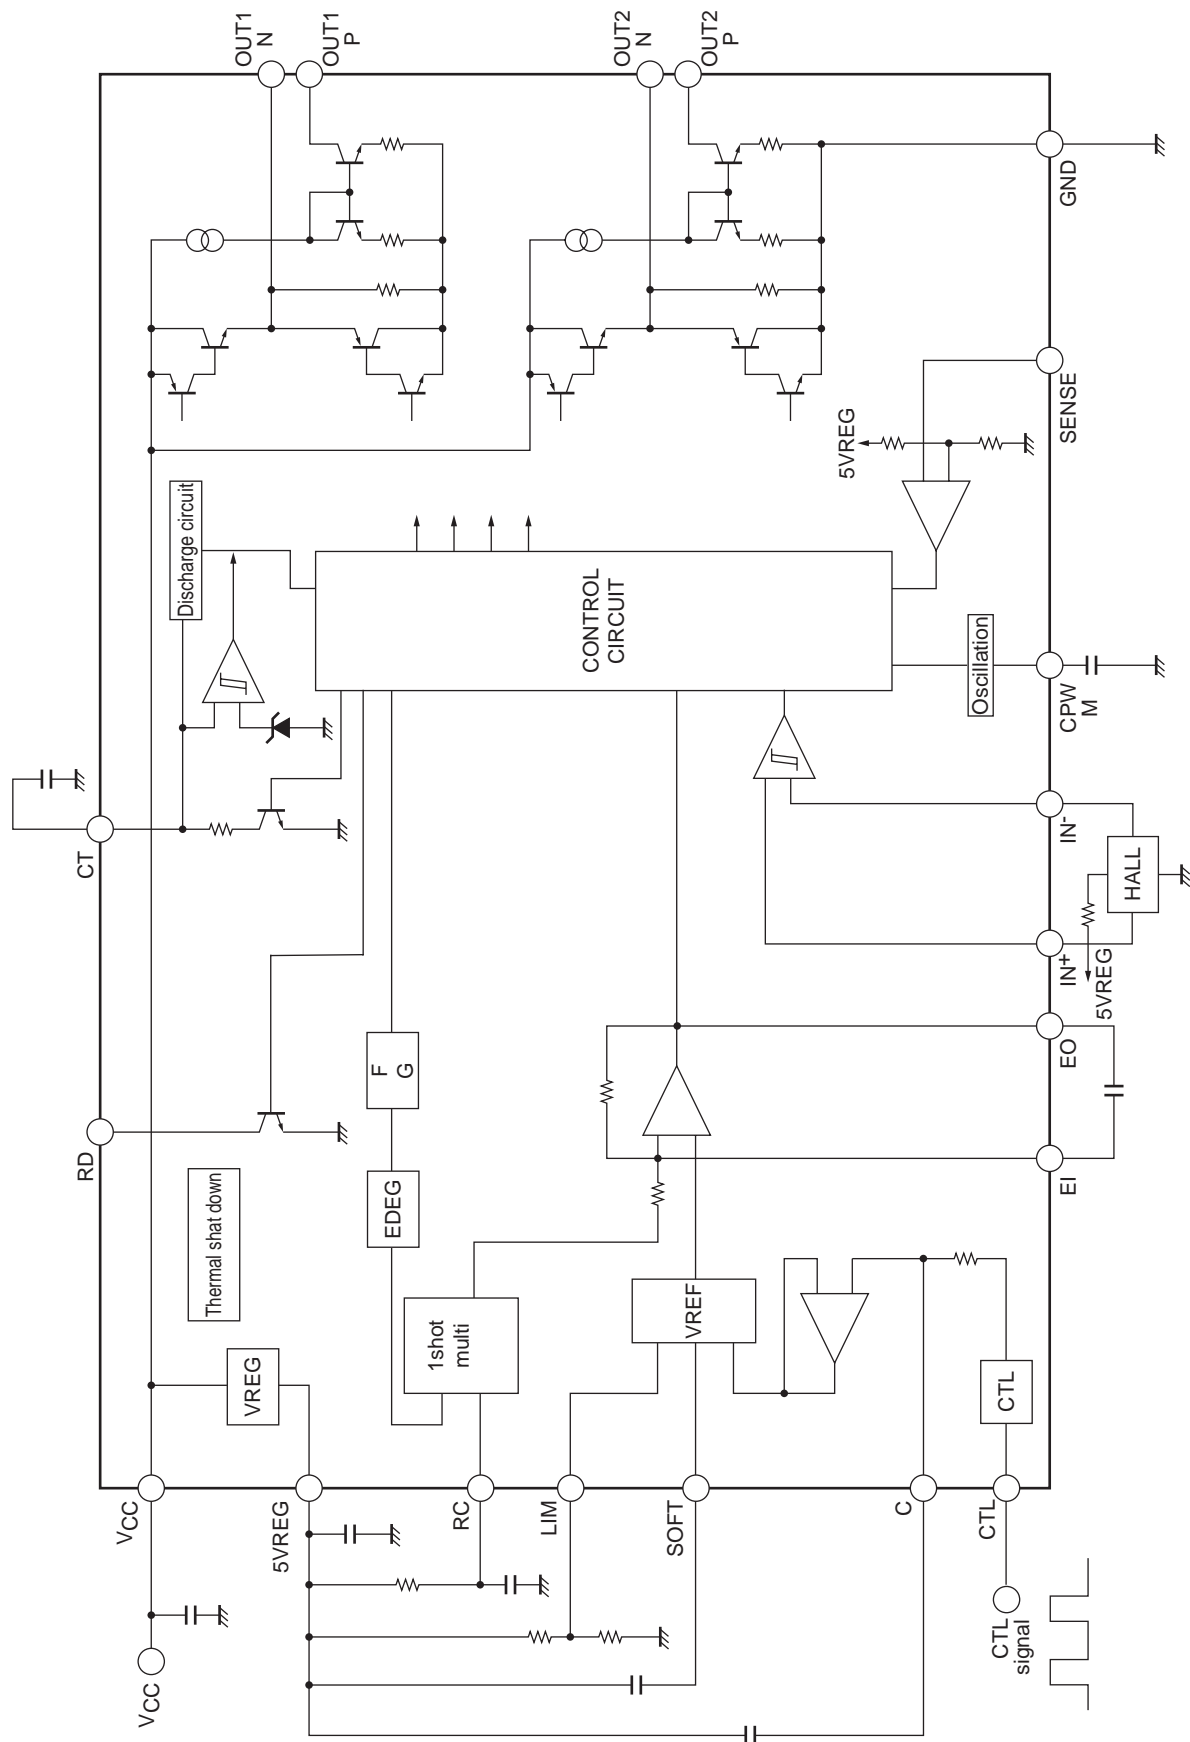 OUT1
N
OUT1
P
OUT2
N
OUT2
P
GND
SENSE
5VREG
Discharge circuit
CONTROL
CIRCUIT
Oscillation
CPW
M
CT
IN-
HALL
IN+
5VREG
F
G
EO
RD
EI
Thermal shat down
EDEG
1shot
multi
VREF
VREG
CTL
VCC
5VREG
RC
LIM
SOFT
C
CTL
VCC
CTL
signal